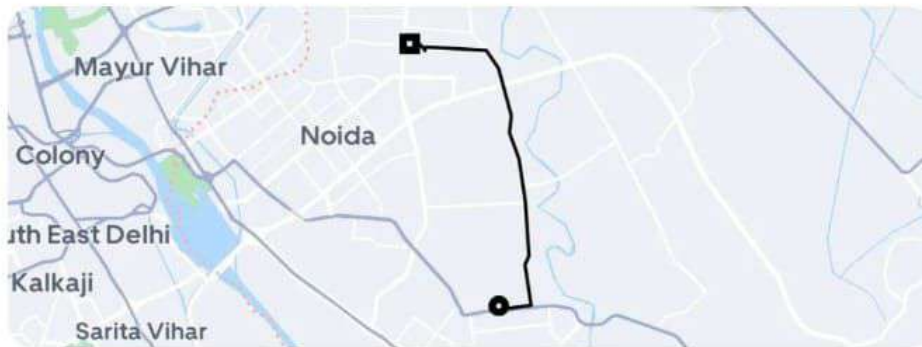 Mayur Vihar
Noida
Colony
uth East Delhi
Kalkaji
Sarita Vihar